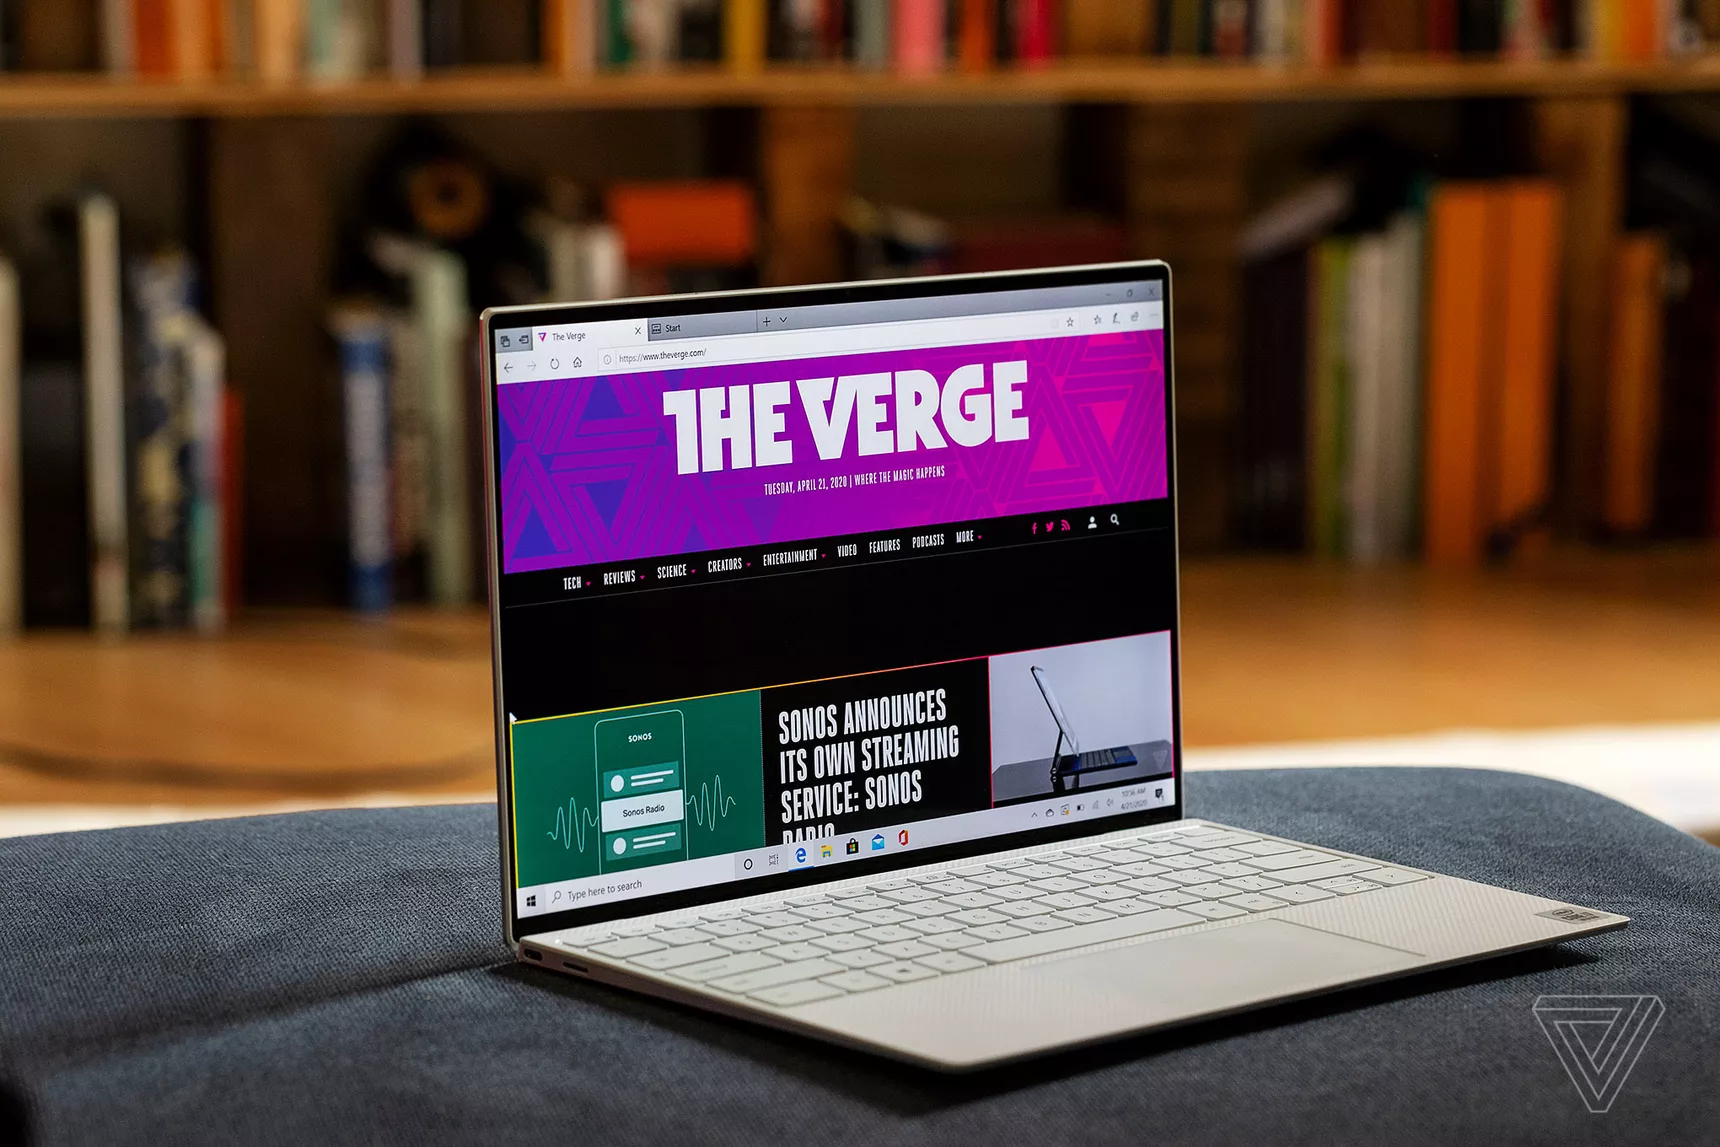 The Verge
Start
https://www.theverge.com/
THE VERGE
TUESDAY, APRIL 21, 2020 | WHERE THE MAGIC HAPPENS
TECH REVIEWS SCIENCE CREATORS ENTERTAINMENT VIDEO FEATURES PODCASTS MORE
SONOS
Sonos Radio
SONOS ANNOUNCES
ITS OWN STREAMING
SERVICE: SONOS
RADIO
10:56 AM
4/21/2020
Type here to search